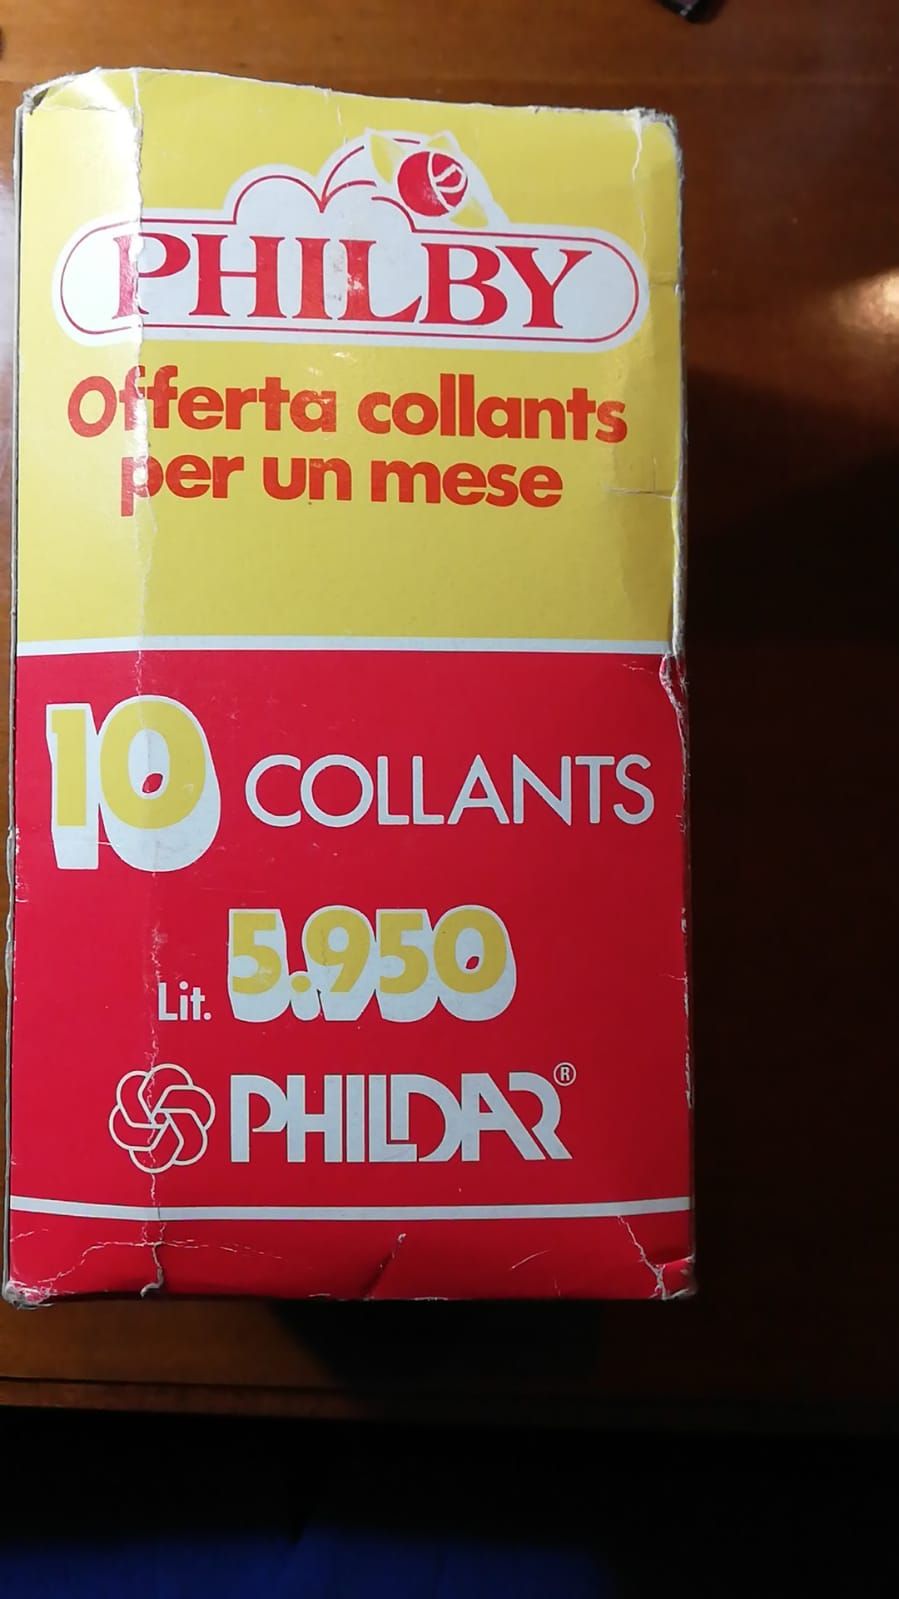 PHILBY
Offerta collants
per un mese
10 COLLANTS
Lit. 5.950
PHILDAR®